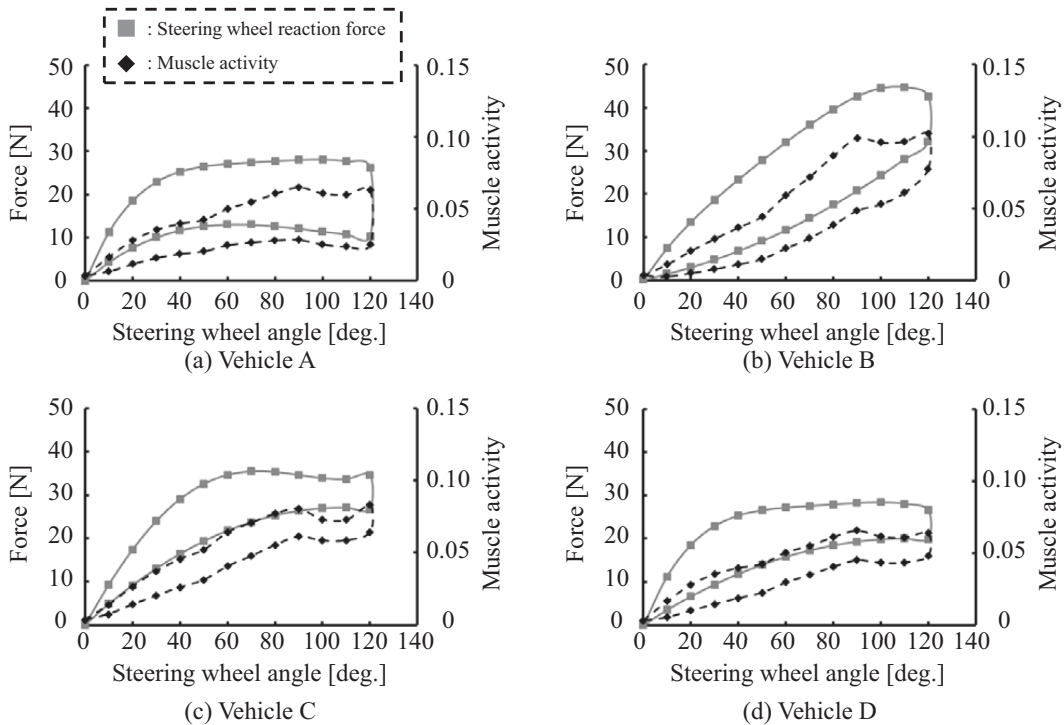 : Steering wheel reaction force
: Muscle activity
50
40
30
20
10
0
Force [N]
0.15
0.10
0.05
0
Muscle activity
0 20 40 60 80 100 120 140
Steering wheel angle [deg.]
(a) Vehicle A
50
40
30
20
10
0
Force [N]
0.15
0.10
0.05
0
Muscle activity
0 20 40 60 80 100 120 140
Steering wheel angle [deg.]
(b) Vehicle B
50
40
30
20
10
0
Force [N]
0.15
0.10
0.05
0
Muscle activity
0 20 40 60 80 100 120 140
Steering wheel angle [deg.]
(c) Vehicle C
50
40
30
20
10
0
Force [N]
0.15
0.10
0.05
0
Muscle activity
0 20 40 60 80 100 120 140
Steering wheel angle [deg.]
(d) Vehicle D